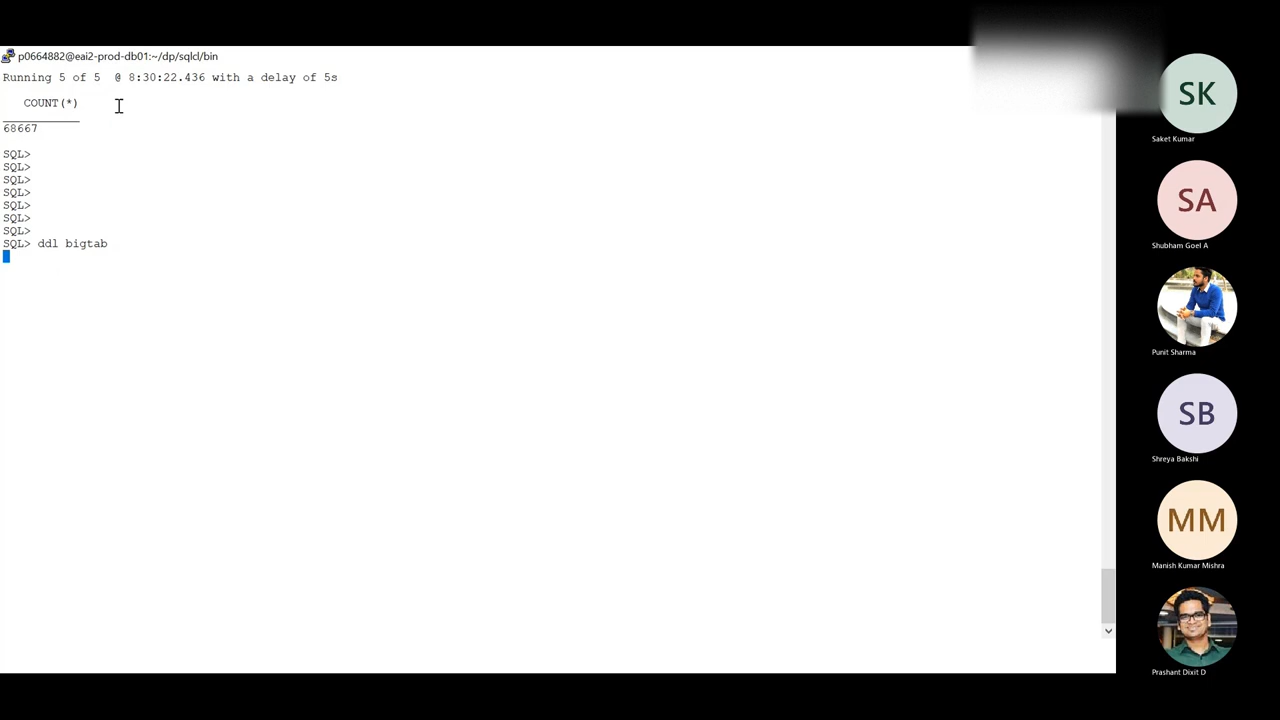 p0664882@eai2-prod-db01:~/dp/sqlcl/bin
Running 5 of 5  @ 8:30:22.436 with a delay of 5s
COUNT(*)
68667
SQL>
SQL>
SQL>
SQL>
SQL>
SQL>
SQL>
SQL> ddl bigtab
SK
Saket Kumar
SA
Shubham Goel A
Punit Sharma
SB
Shreya Bakshi
MM
Manish Kumar Mishra
Prashant Dixit D